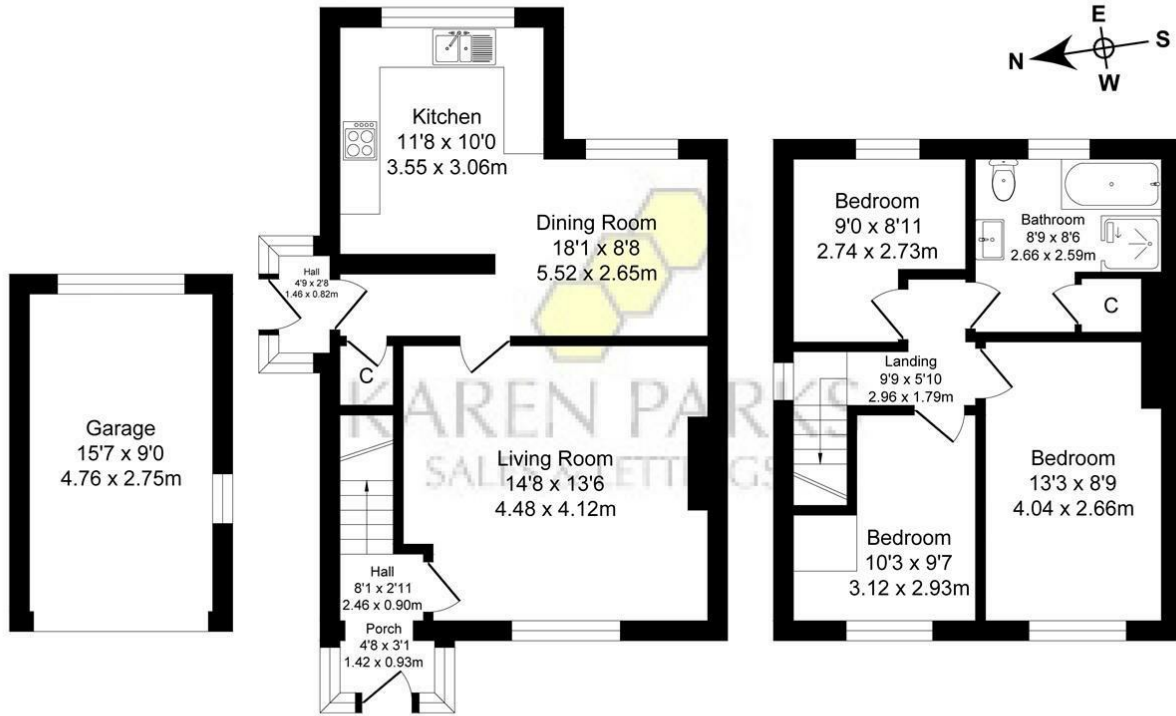 E
N
S
W
Kitchen
11'8 x 10'0
3.55 x 3.06m
Dining Room
18'1 x 8'8
5.52 x 2.65m
Hall
4'9 x 2'8
1.46 x 0.82m
C
Garage
15'7 x 9'0
4.76 x 2.75m
Living Room
14'8 x 13'6
4.48 x 4.12m
Hall
8'1 x 2'11
2.46 x 0.90m
Porch
4'8 x 3'1
1.42 x 0.93m
Bedroom
9'0 x 8'11
2.74 x 2.73m
Bathroom
8'9 x 8'6
2.66 x 2.59m
C
Landing
9'9 x 5'10
2.96 x 1.79m
Bedroom
13'3 x 8'9
4.04 x 2.66m
Bedroom
10'3 x 9'7
3.12 x 2.93m
KAREN PARKS
SALES & LETTINGS